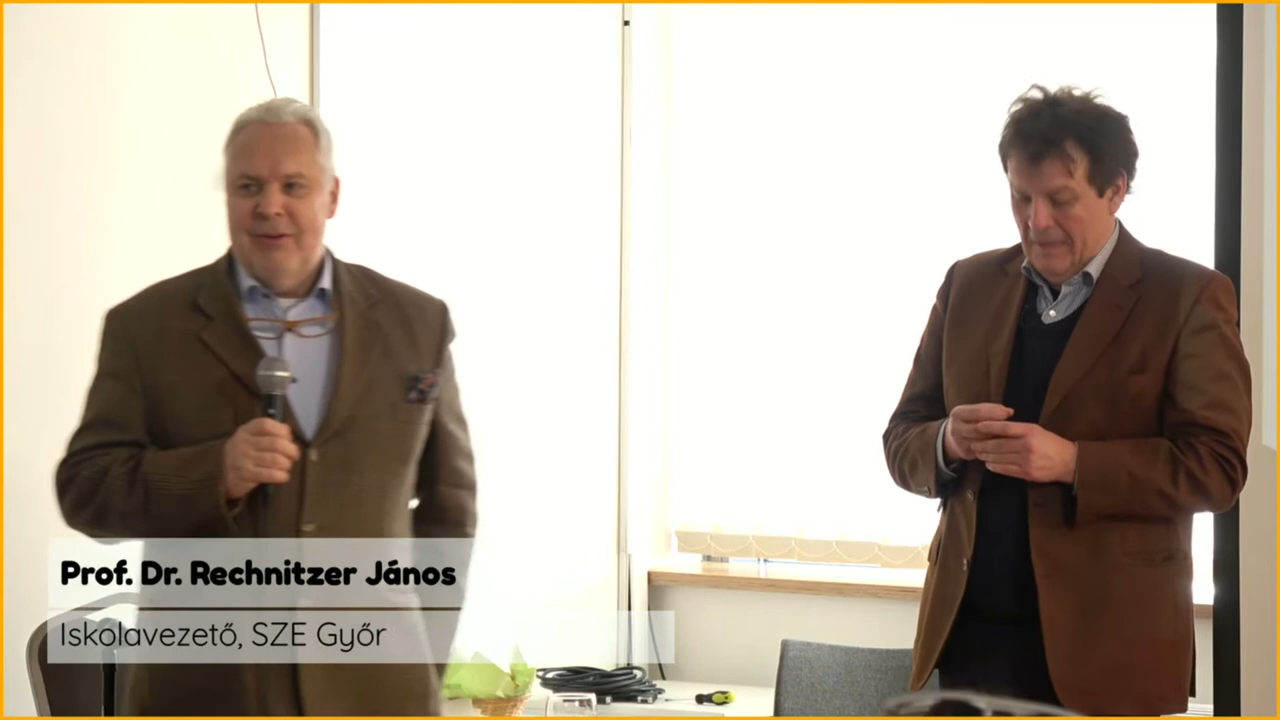 Prof. Dr. Rechnitzer János
Iskolavezető, SZE Győr